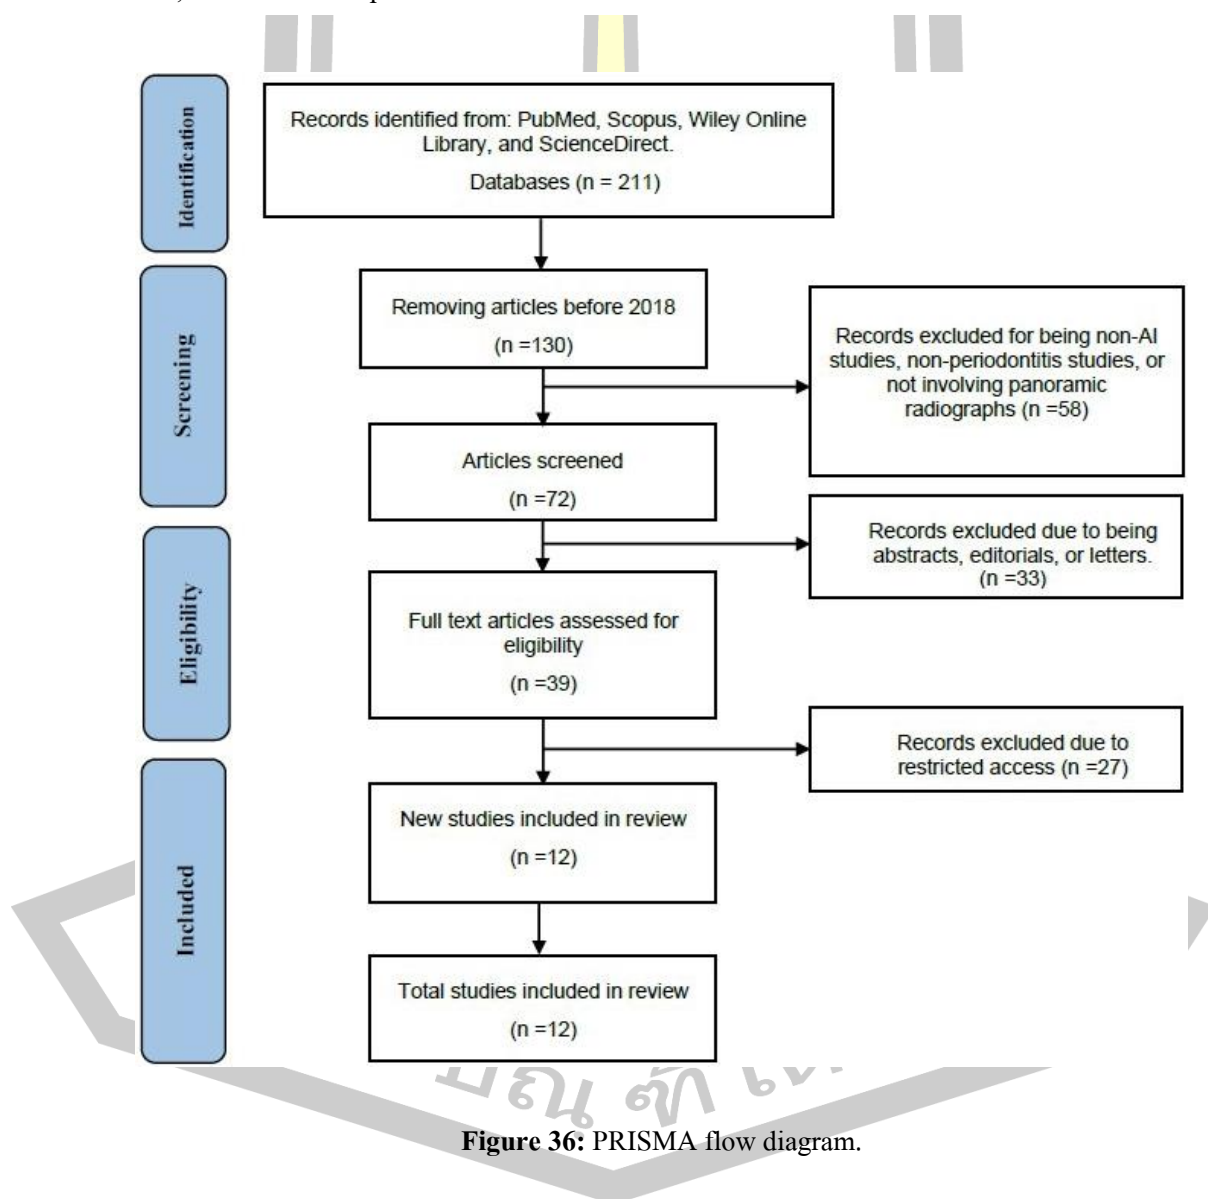 Identification
Records identified from: PubMed, Scopus, Wiley Online
Library, and ScienceDirect.
Databases (n = 211)
Screening
Removing articles before 2018
(n =130)
Records excluded for being non-AI
studies, non-periodontitis studies, or
not involving panoramic
radiographs (n =58)
Articles screened
(n =72)
Records excluded due to being
abstracts, editorials, or letters.
(n =33)
Eligibility
Full text articles assessed for
eligibility
(n =39)
Records excluded due to
restricted access (n =27)
Included
New studies included in review
(n =12)
Total studies included in review
(n =12)
Figure 36: PRISMA flow diagram.